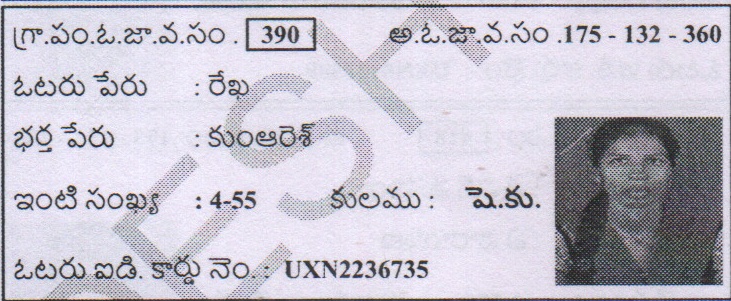 గ్రా.పం.ఓ.జా.వ.సం . 390 అ.ఓ.జా.వ.సం .175 - 132 - 360
ఓటరు పేరు : రేఖ
భర్త పేరు : కుంఆరెశ్
ఇంటి సంఖ్య : 4-55 కులము : షె.కు.
ఓటరు ఐడి. కార్డు నెం. : UXN2236735